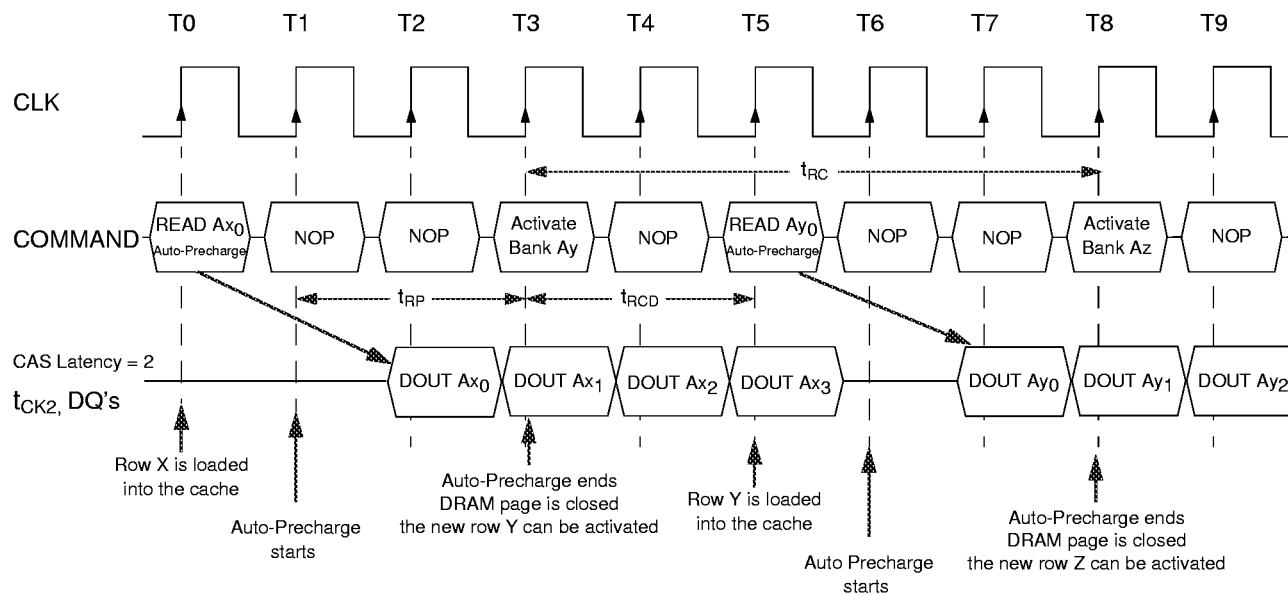 T0 T1 T2 T3 T4 T5 T6 T7 T8 T9
CLK
tRC
COMMAND
READ Ax0 NOP NOP Activate NOP READ Ay0 NOP NOP Activate NOP
Auto-Precharge Bank Ay Auto-Precharge Bank Az
tRP tRCD
CAS Latency = 2
tCK2, DQ's
DOUT Ax0 DOUT Ax1 DOUT Ax2 DOUT Ax3 DOUT Ay0 DOUT Ay1 DOUT Ay2
Row X is loaded
into the cache
Auto-Precharge
starts
Auto-Precharge ends
DRAM page is closed
the new row Y can be activated
Row Y is loaded
into the cache
Auto Precharge
starts
Auto-Precharge ends
DRAM page is closed
the new row Z can be activated